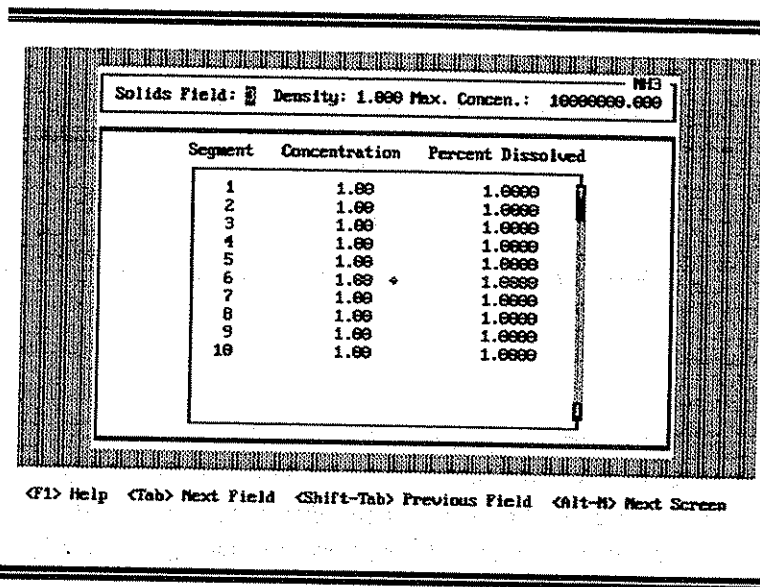 NH3
Solids Field: Density: 1.000 Max. Concen.: 10000000.000
Segment Concentration Percent Dissolved
1 1.00 1.0000
2 1.00 1.0000
3 1.00 1.0000
4 1.00 1.0000
5 1.00 1.0000
6 1.00 1.0000
7 1.00 1.0000
8 1.00 1.0000
9 1.00 1.0000
10 1.00 1.0000
<F1> Help <Tab> Next Field <Shift-Tab> Previous Field <Alt-N> Next Screen